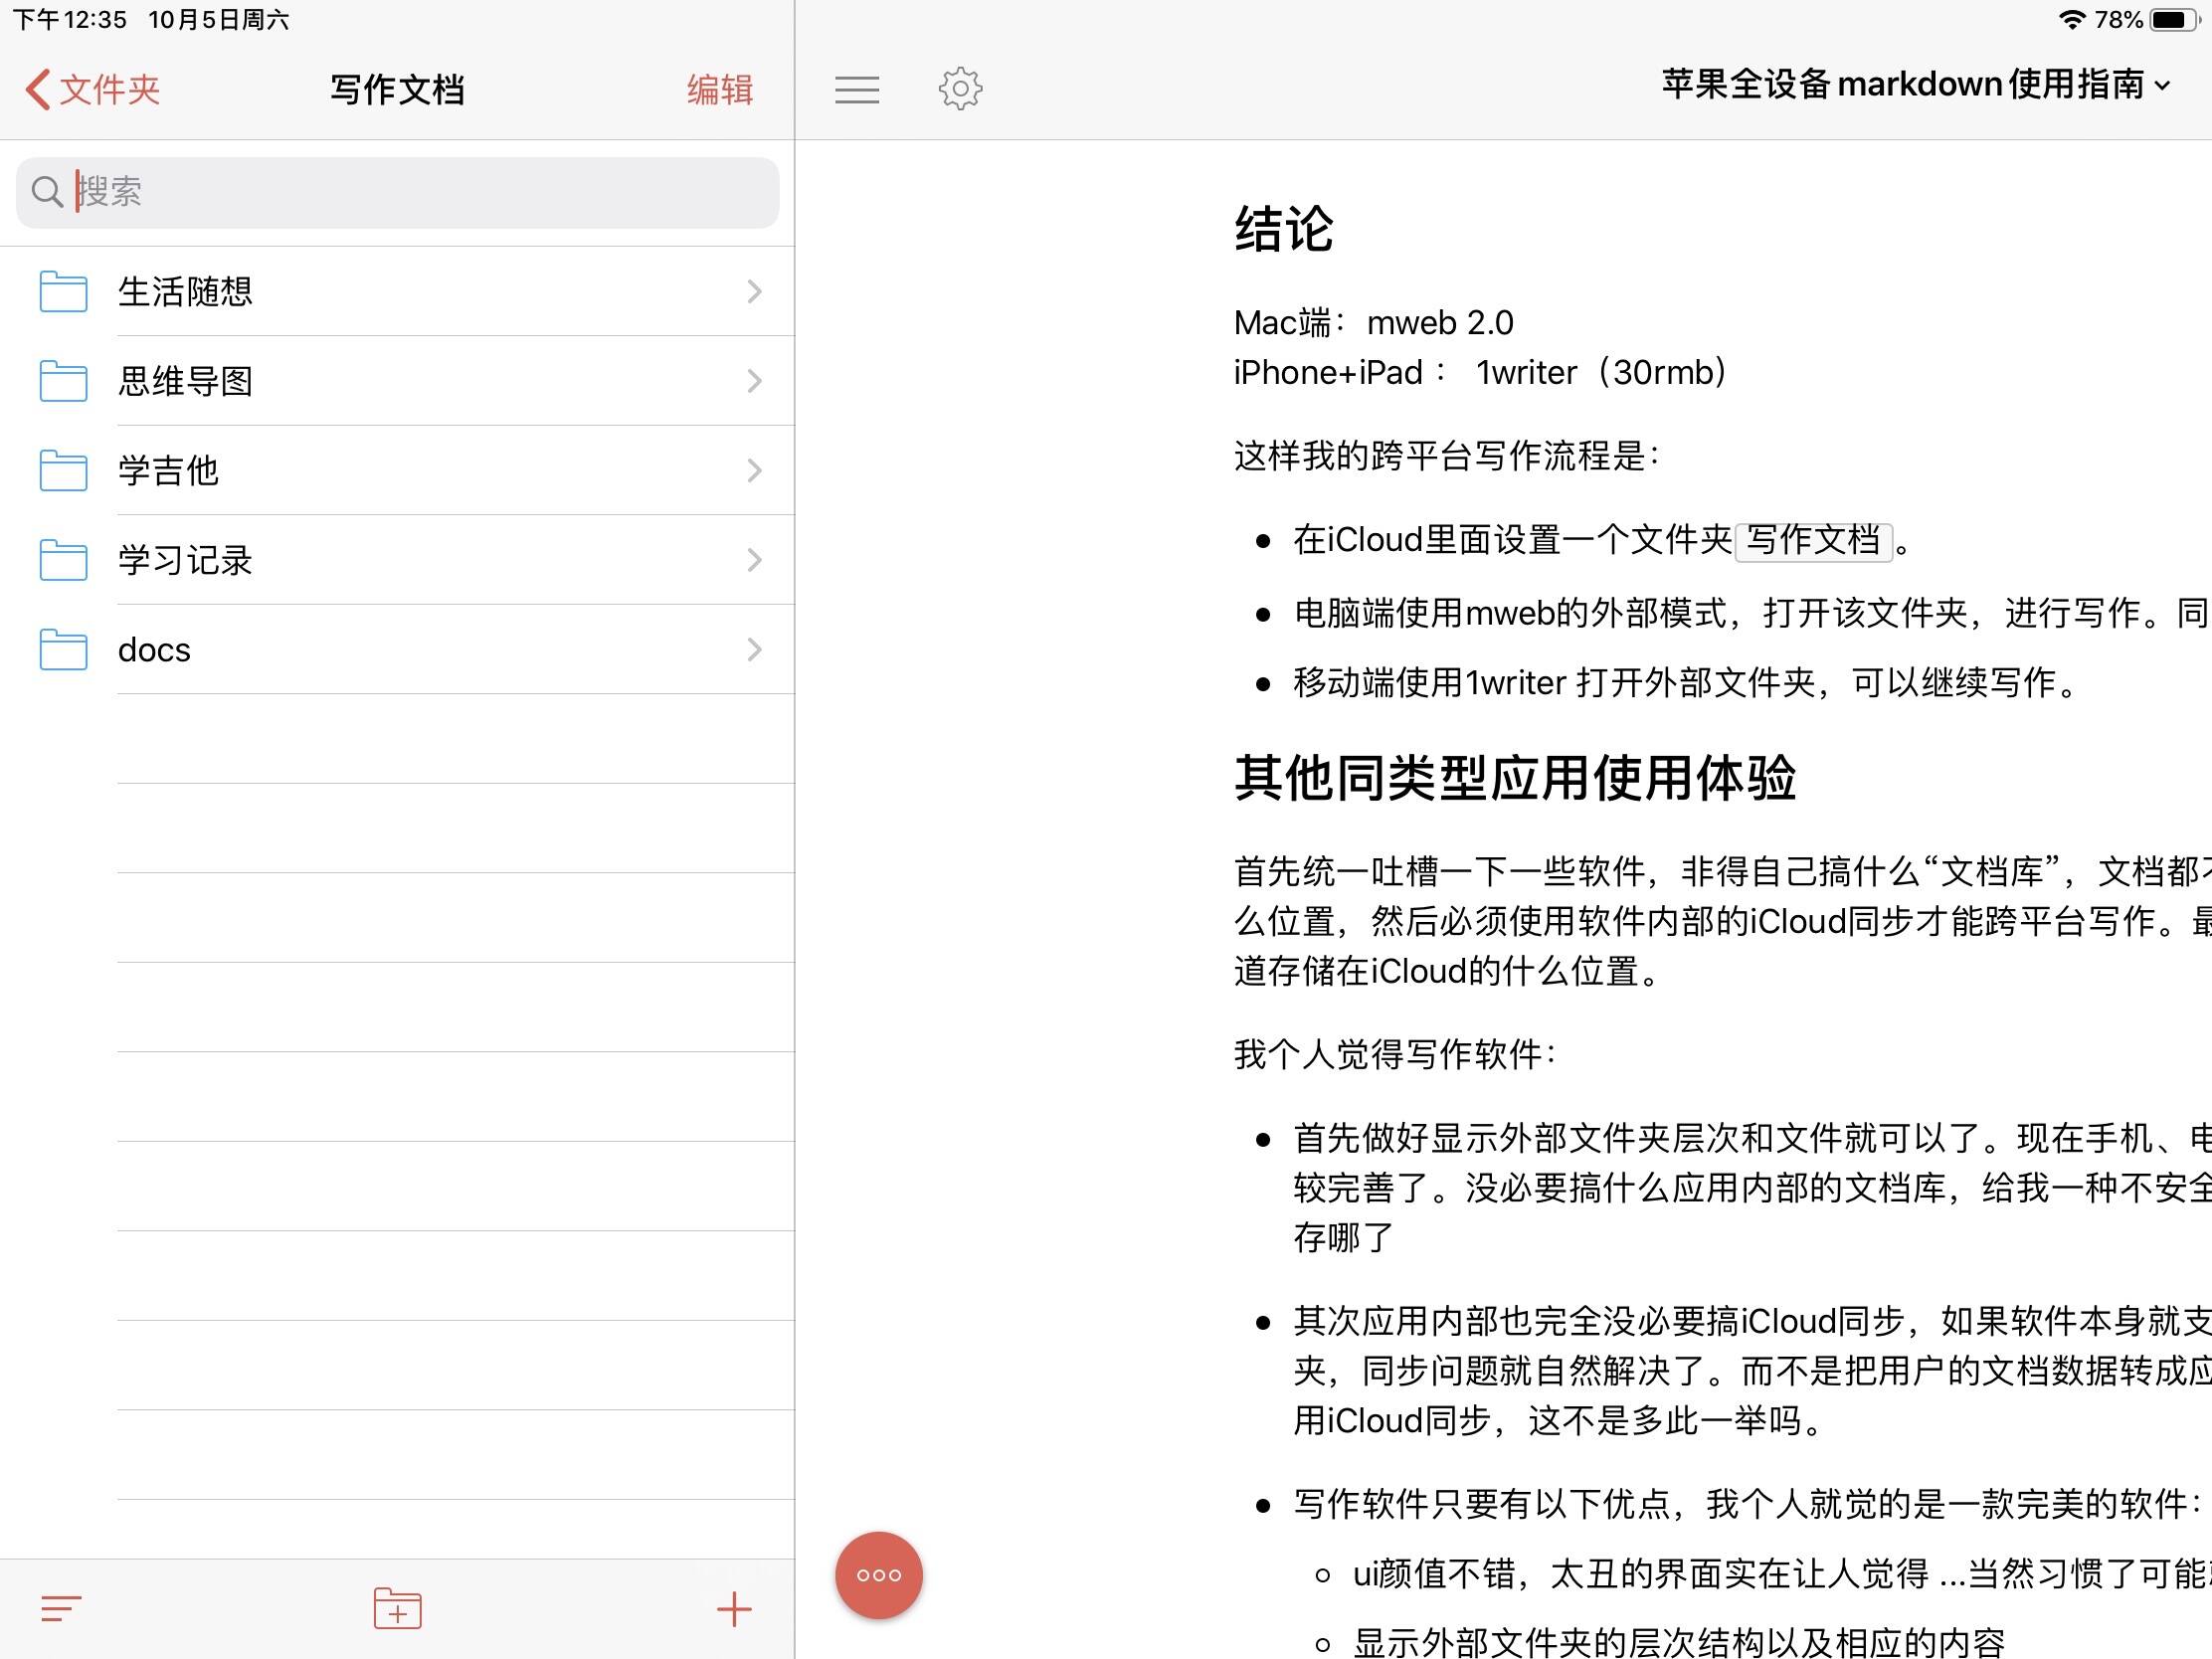 下午12:35 10月5日周六
78%
文件夹
写作文档
编辑
搜索
生活随想
思维导图
学吉他
学习记录
docs
苹果全设备markdown使用指南
结论
Mac端：mweb 2.0
iPhone+iPad： 1writer（30rmb）
这样我的跨平台写作流程是：
在iCloud里面设置一个文件夹 写作文档 。
电脑端使用mweb的外部模式，打开该文件夹，进行写作。同
移动端使用1writer 打开外部文件夹，可以继续写作。
其他同类型应用使用体验
首先统一吐槽一下一些软件，非得自己搞什么“文档库”，文档都
么位置，然后必须使用软件内部的iCloud同步才能跨平台写作。
道存储在iCloud的什么位置。
我个人觉得写作软件：
首先做好显示外部文件夹层次和文件就可以了。现在手机、
较完善了。没必要搞什么应用内部的文档库，给我一种不安全
存哪了
其次应用内部也完全没必要搞iCloud同步，如果软件本身就支
夹，同步问题就自然解决了。而不是把用户的文档数据转成
用iCloud同步，这不是多此一举吗。
写作软件只要有以下优点，我个人就觉的是一款完美的软件：
ui颜值不错，太丑的界面实在让人觉得 ...当然习惯了可能
显示外部文件夹的层次结构以及相应的内容